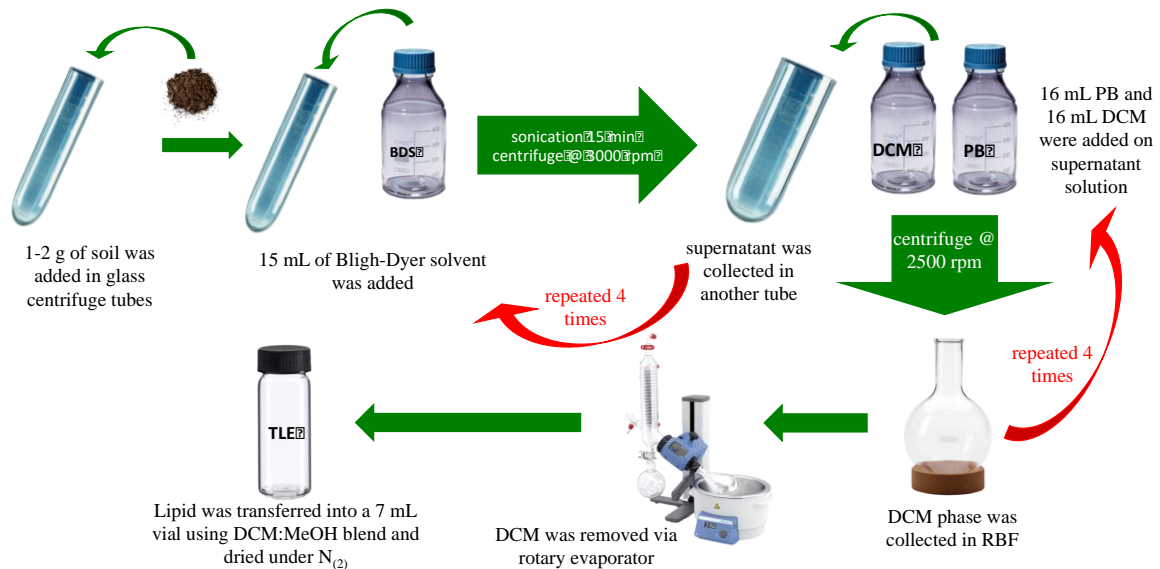 BDS
sonication 15 min
centrifuge @ 3000 rpm
DCM
PB
16 mL PB and
16 mL DCM
were added on
supernatant
solution
1-2 g of soil was
added in glass
centrifuge tubes
15 mL of Bligh-Dyer solvent
was added
supernatant was
collected in
another tube
centrifuge @
2500 rpm
repeated 4
times
repeated 4
times
TLE
Lipid was transferred into a 7 mL
vial using DCM:MeOH blend and
dried under N(2)
DCM was removed via
rotary evaporator
DCM phase was
collected in RBF